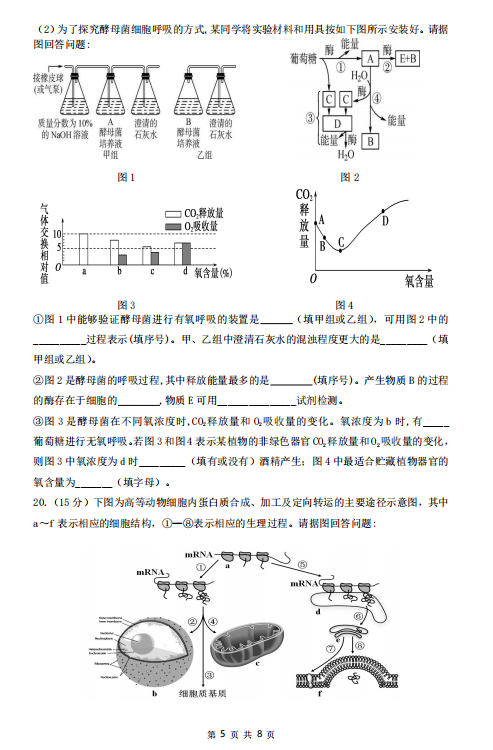 （2）为了探究酵母菌细胞呼吸的方式,某同学将实验材料和用具按如下图所示安装好。请据
图回答问题:
接橡皮球
(或气泵)
质量分数为10%
的NaOH溶液
A
酵母菌
培养液
甲组
澄清的
石灰水
B
酵母菌
培养液
澄清的
石灰水
乙组
图1
葡萄糖 酶 能量 ① A 酶 ② E+B
H₂O
C C 酶 ④
③ D 能量
能量 酶 B
H₂O
图2
气体交换相对值
CO₂释放量
O₂吸收量
10
5
0
a b c d 氧含量(%)
图3
CO₂
释放量
A
B
C
D
0
氧含量
图4
①图1中能够验证酵母菌进行有氧呼吸的装置是______（填甲组或乙组），可用图2中的
_________过程表示(填序号)。甲、乙组中澄清石灰水的混浊程度更大的是________（填
甲组或乙组）。
②图2是酵母菌的呼吸过程,其中释放能量最多的是________(填序号)。产生物质B的过程
的酶存在于细胞的________,物质E可用______________试剂检测。
③图3是酵母菌在不同氧浓度时,CO₂释放量和O₂吸收量的变化。氧浓度为b时,有_____
葡萄糖进行无氧呼吸。若图3和图4表示某植物的非绿色器官CO₂释放量和O₂吸收量的变化,
则图3中氧浓度为d时________（填有或没有）酒精产生；图4中最适合贮藏植物器官的
氧含量为_______（填字母）。
20.（15分）下图为高等动物细胞内蛋白质合成、加工及定向转运的主要途径示意图，其中
a～f表示相应的细胞结构，①—⑧表示相应的生理过程。请据图回答问题:
mRNA a
① ⑤
mRNA mRNA
d
② ④ ⑥
e
③ ⑦ ⑧
b c f
细胞质基质
第 5 页 共 8 页